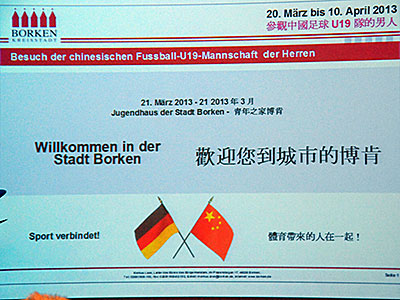 BORKEN
KREISSTADT
20. März bis 10. April 2013
參觀中國足球 U19 隊的男人
Besuch der chinesischen Fussball-U19-Mannschaft der Herren
21. März 2013 - 21 2013 年 3 月
Jugendhaus der Stadt Borken - 青年之家博肯
Willkommen in der
Stadt Borken
歡迎您到城市的博肯
Sport verbindet!
體育帶來的人在一起！